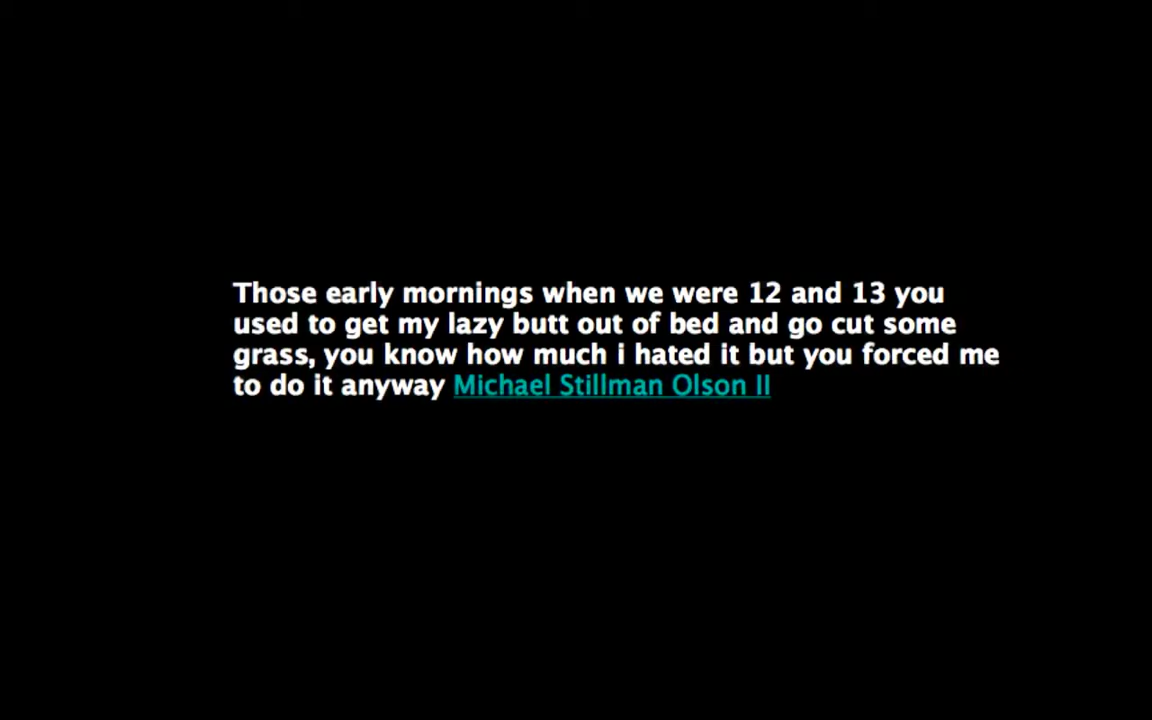 Those early mornings when we were 12 and 13 you
used to get my lazy butt out of bed and go cut some
grass, you know how much i hated it but you forced me
to do it anyway Michael Stillman Olson II